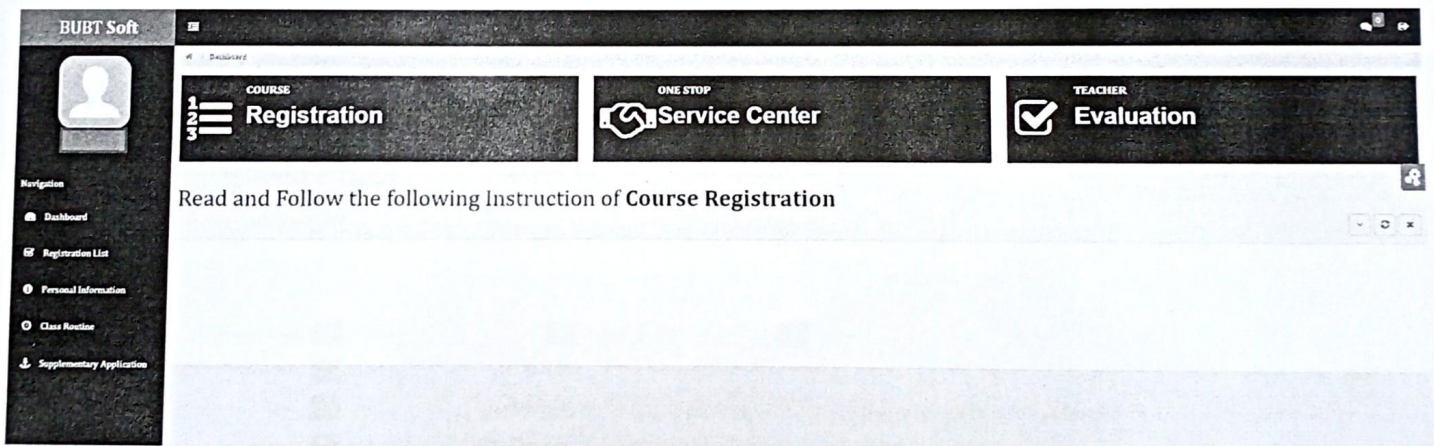 BUBT Soft
0
Dashboard
COURSE
Registration
ONE STOP
Service Center
TEACHER
Evaluation
Navigation
Dashboard
Registration List
Personal Information
Class Routine
Supplementary Application
Read and Follow the following Instruction of Course Registration